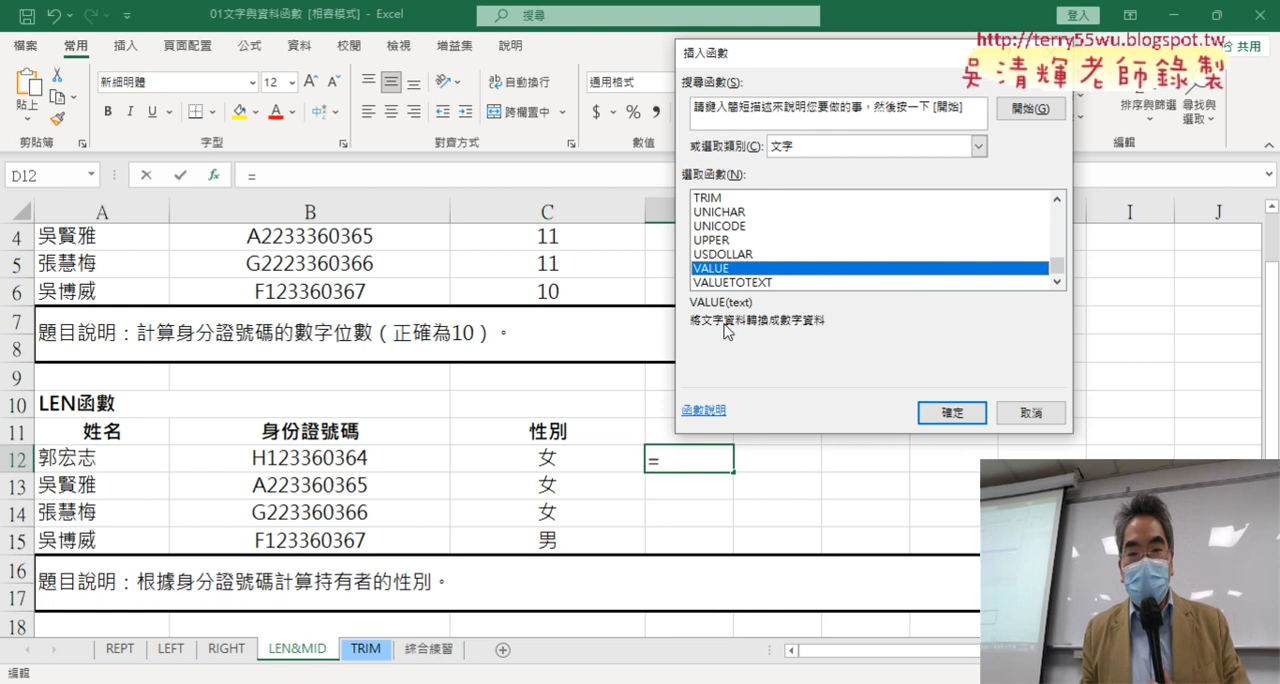 01文字與資料函數 [相容模式] - Excel
搜尋
登入
檔案 常用 插入 頁面配置 公式 資料 校閱 檢視 增益集 說明
共用
http://terry55wu.blogspot.tw
吳清輝老師錄製
貼上
新細明體 12
B I U
自動換行
跨欄置中
通用格式
$ % ,
排序與篩選 尋找與選取
剪貼簿 字型 對齊方式 數值 編輯
D12 fx =
A B C I J
4 吳賢雅 A2233360365 11
5 張慧梅 G2223360366 11
6 吳博威 F123360367 10
7 題目說明：計算身分證號碼的數字位數（正確為10）。
8
9
10 LEN函數
11 姓名 身份證號碼 性別
12 郭宏志 H123360364 女 =
13 吳賢雅 A223360365 女
14 張慧梅 G223360366 女
15 吳博威 F123360367 男
16 題目說明：根據身分證號碼計算持有者的性別。
17
18
插入函數
搜尋函數(S):
請鍵入簡短描述來說明您要做的事，然後按一下 [開始]
開始(G)
或選取類別(C): 文字
選取函數(N):
TRIM
UNICHAR
UNICODE
UPPER
USDOLLAR
VALUE
VALUETOTEXT
VALUE(text)
將文字資料轉換成數字資料
函數說明
確定 取消
REPT LEFT RIGHT LEN&MID TRIM 綜合練習
編輯